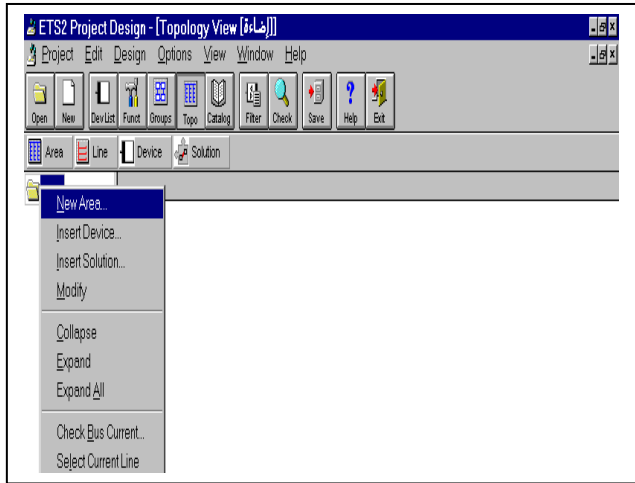 ETS2 Project Design - [Topology View [إضاءة]]
Project Edit Design Options View Window Help
Open New Dev List Funct Groups Topo Catalog Filter Check Save Help Exit
Area Line Device Solution
New Area...
Insert Device...
Insert Solution...
Modify
Collapse
Expand
Expand All
Check Bus Current...
Select Current Line